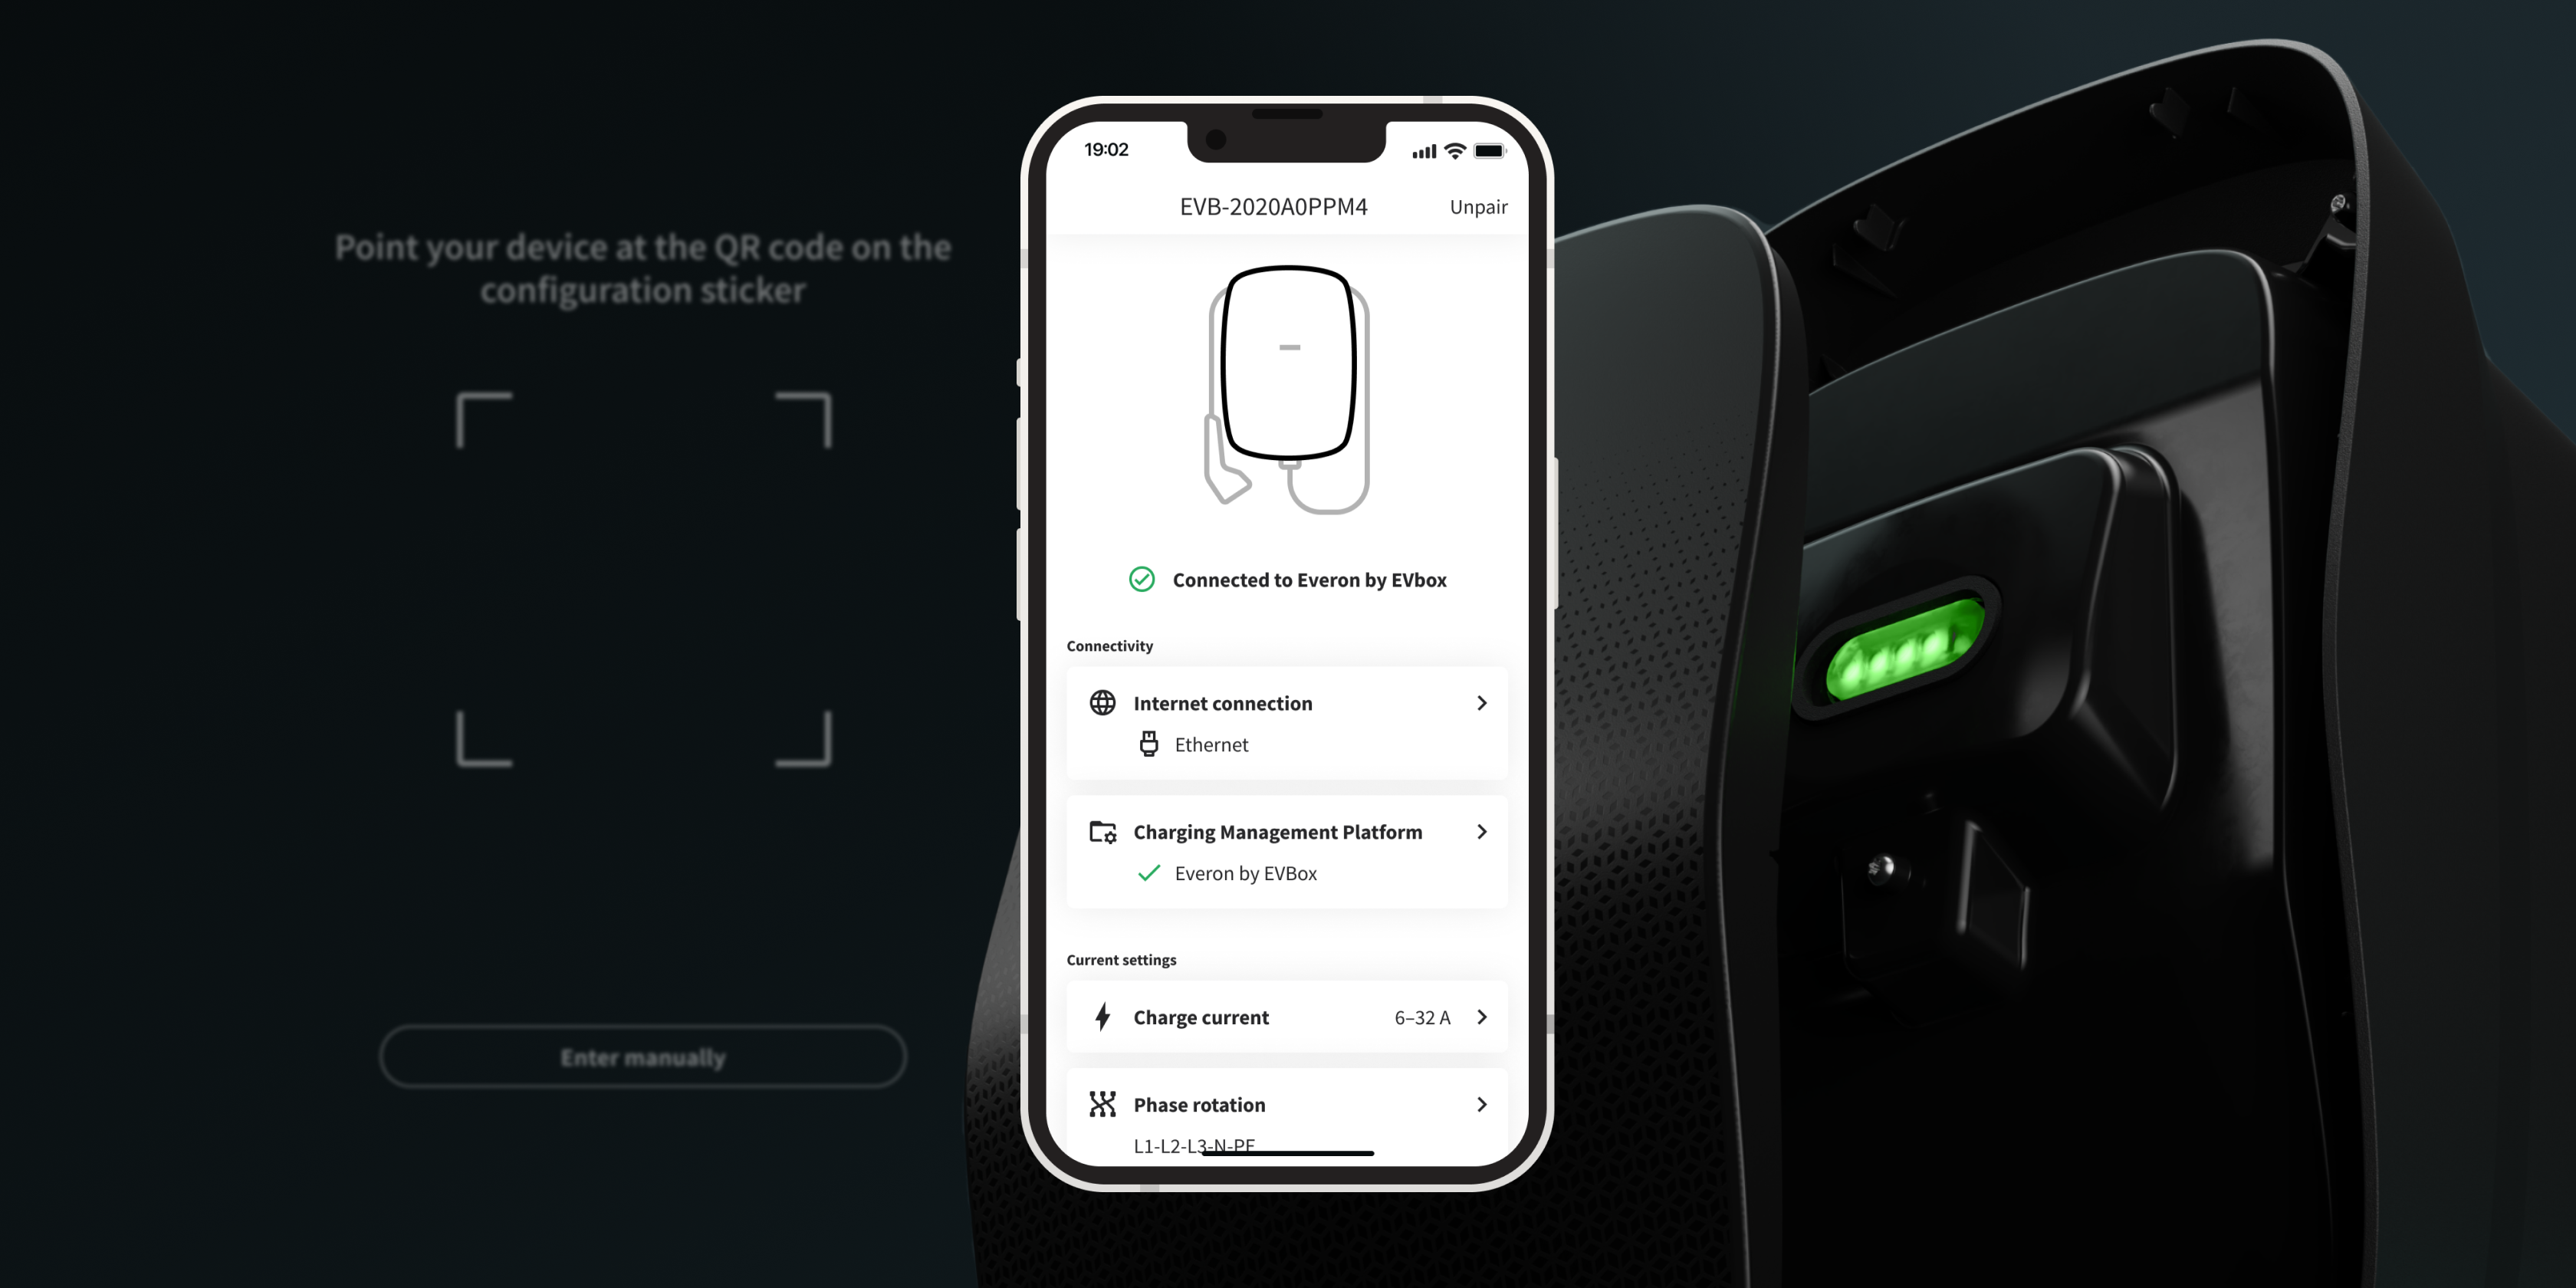 Point your device at the QR code on the
configuration sticker
Enter manually
19:02
EVB-2020A0PPM4
Unpair
Connected to Everon by EVbox
Connectivity
Internet connection
Ethernet
Charging Management Platform
Everon by EVBox
Current settings
Charge current
6–32 A
Phase rotation
L1-L2-L3-N-PE